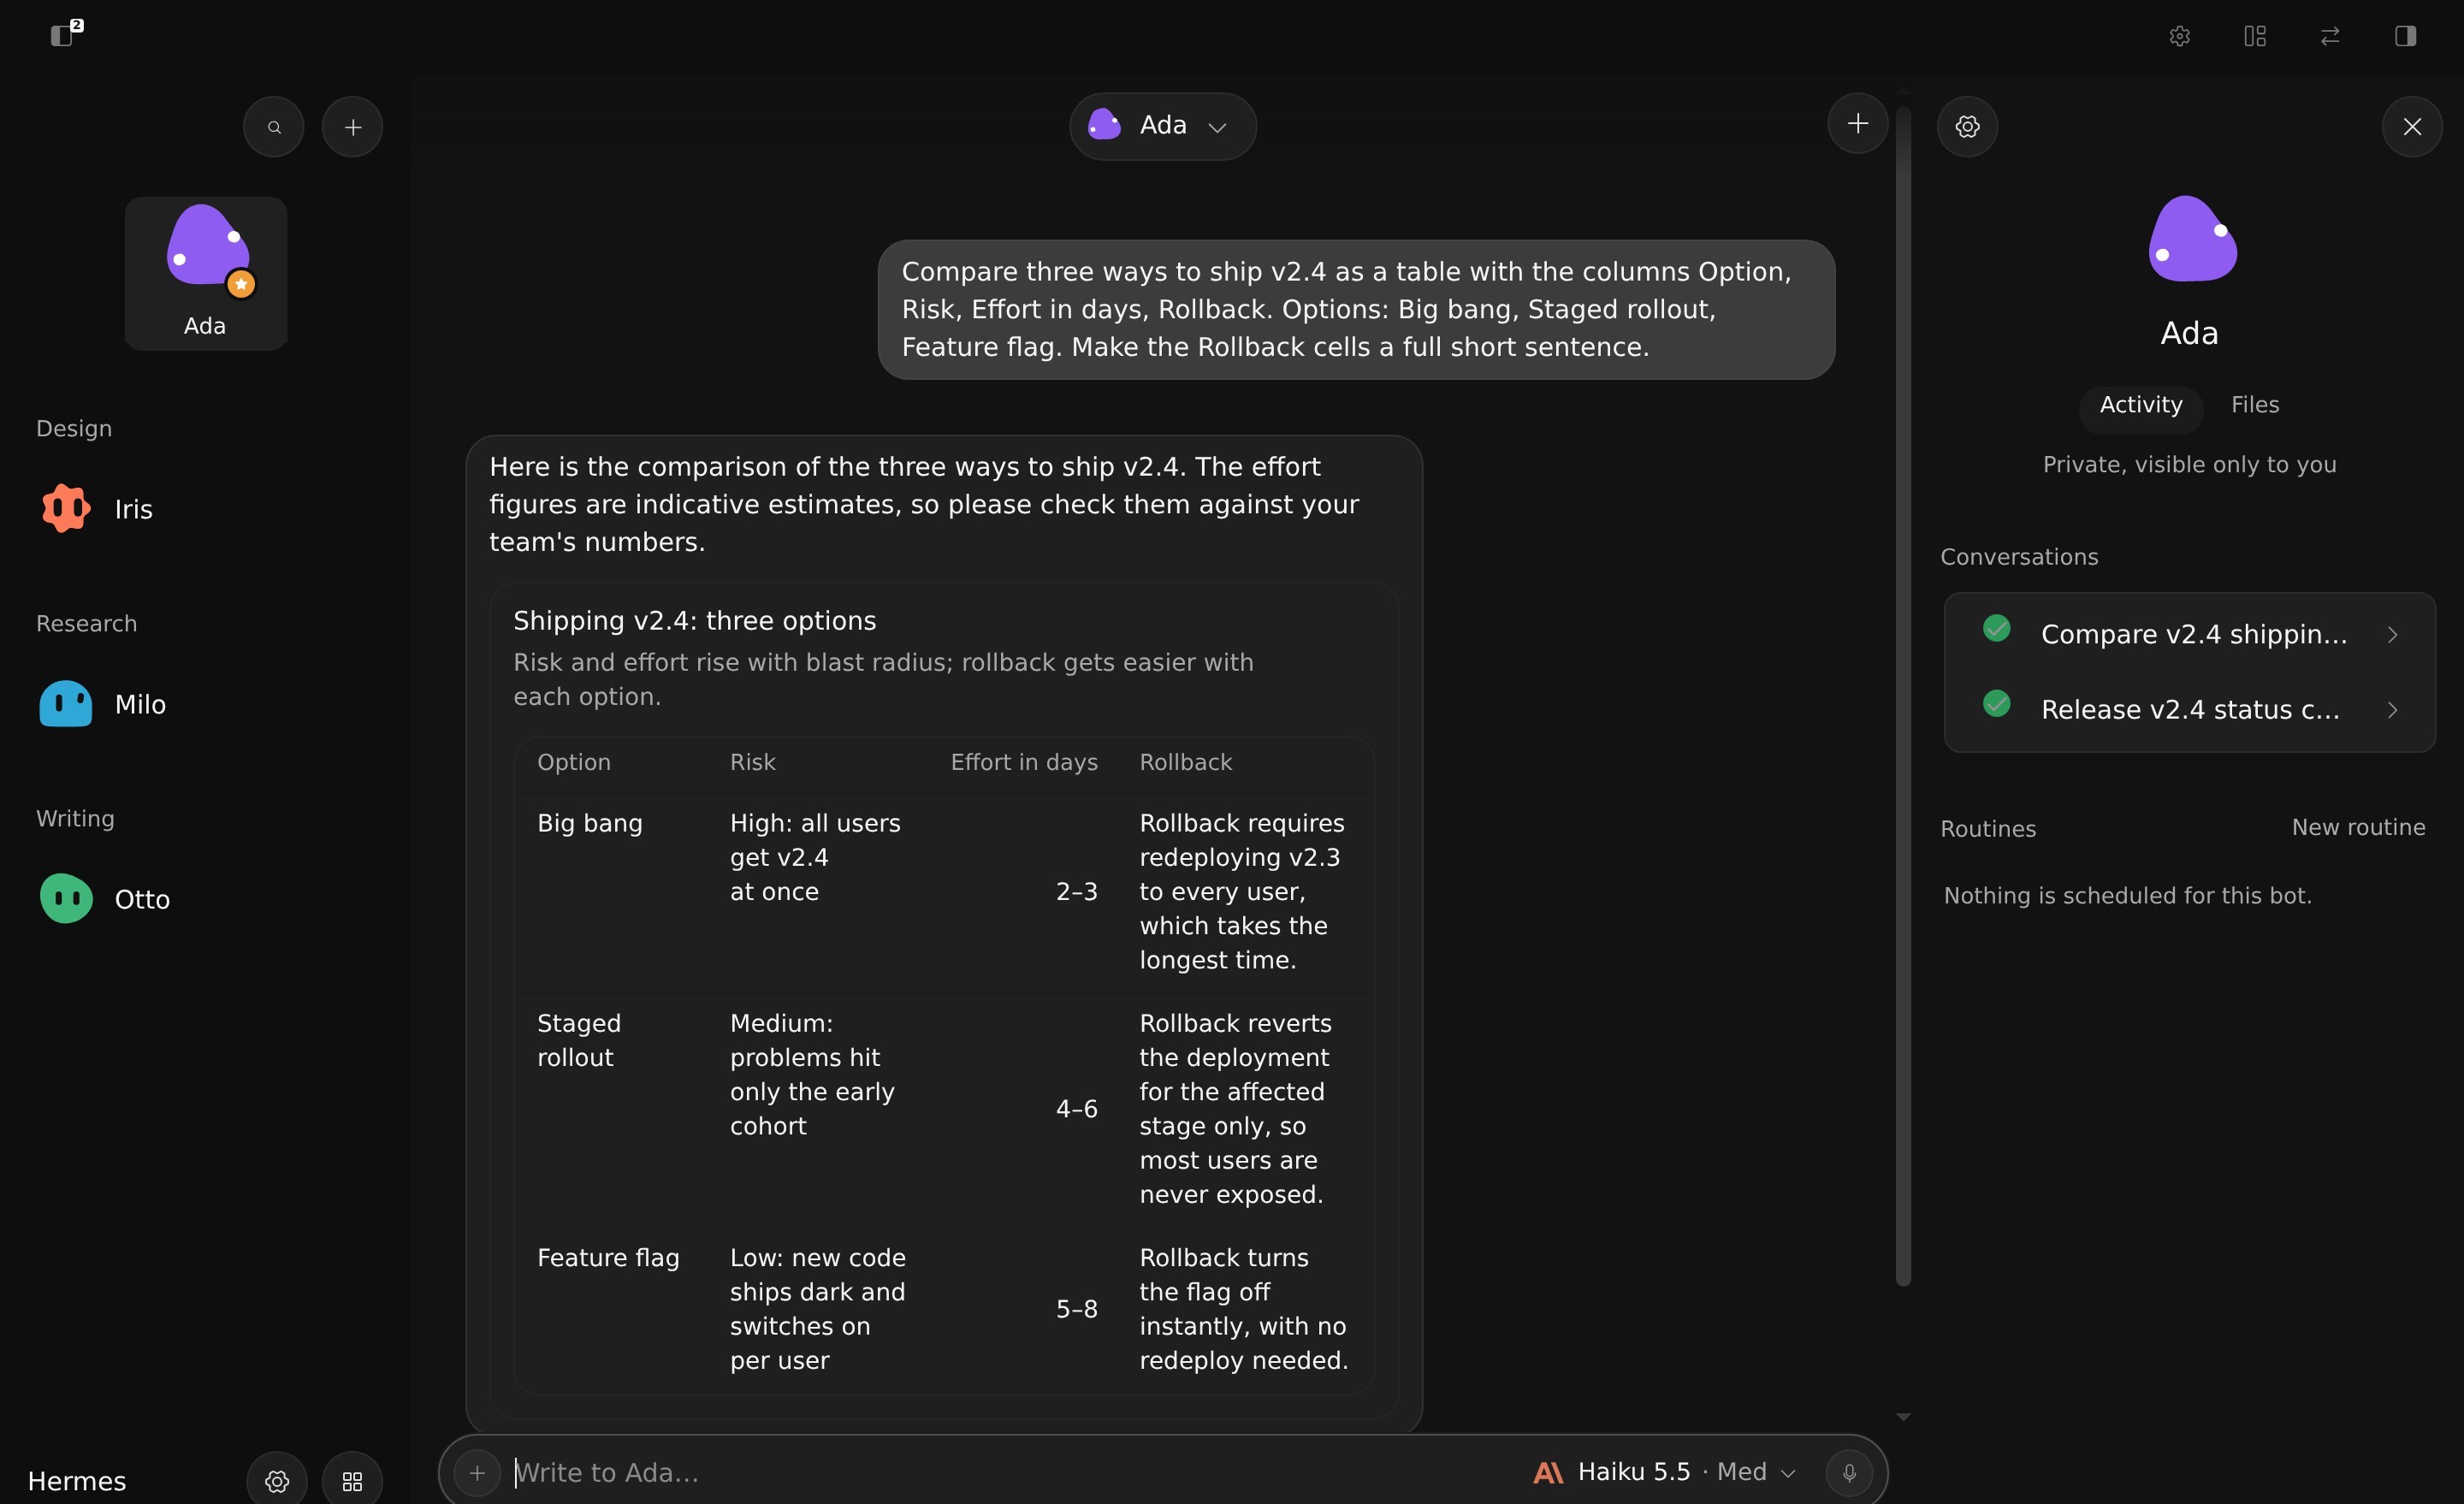 2
Ada
Design
Iris
Research
Milo
Writing
Otto
Hermes
Ada
Compare three ways to ship v2.4 as a table with the columns Option,
Risk, Effort in days, Rollback. Options: Big bang, Staged rollout,
Feature flag. Make the Rollback cells a full short sentence.
Here is the comparison of the three ways to ship v2.4. The effort
figures are indicative estimates, so please check them against your
team's numbers.
Shipping v2.4: three options
Risk and effort rise with blast radius; rollback gets easier with
each option.
Option Risk Effort in days Rollback
Big bang
High: all users
get v2.4
at once
2–3
Rollback requires
redeploying v2.3
to every user,
which takes the
longest time.
Staged
rollout
Medium:
problems hit
only the early
cohort
4–6
Rollback reverts
the deployment
for the affected
stage only, so
most users are
never exposed.
Feature flag
Low: new code
ships dark and
switches on
per user
5–8
Rollback turns
the flag off
instantly, with no
redeploy needed.
Write to Ada...
Haiku 5.5 · Med
Ada
Activity Files
Private, visible only to you
Conversations
Compare v2.4 shippin...
Release v2.4 status c...
Routines New routine
Nothing is scheduled for this bot.